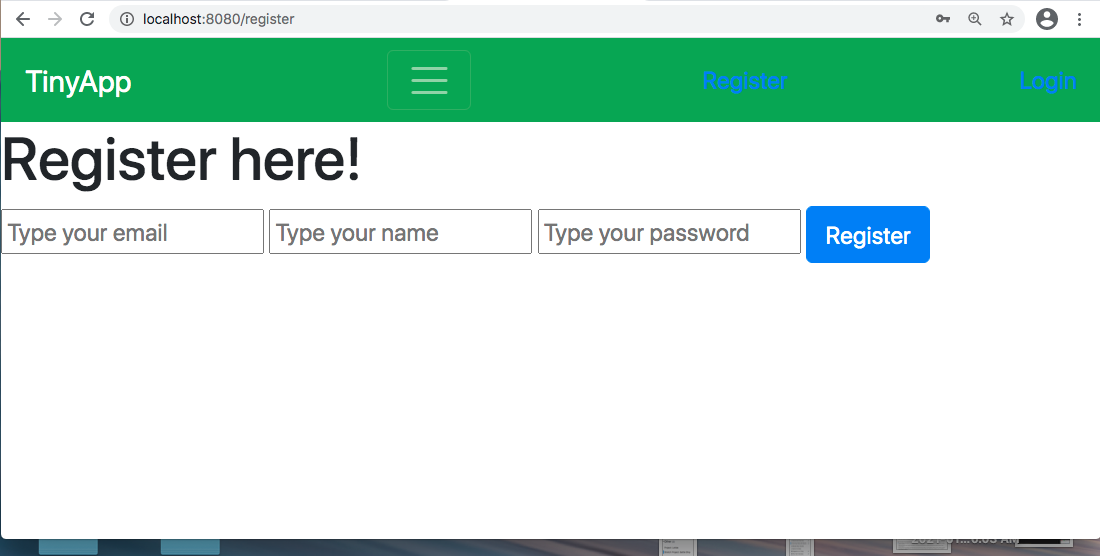 localhost:8080/register
TinyApp
Register
Login
Register here!
Type your email Type your name Type your password Register